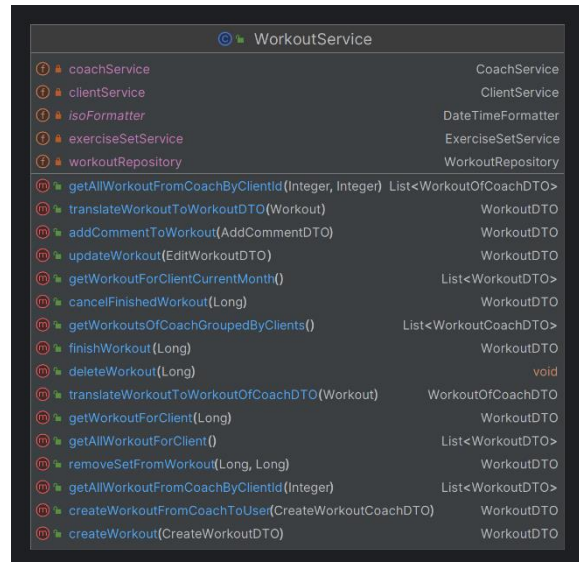 WorkoutService
coachService CoachService
clientService ClientService
isoFormatter DateTimeFormatter
exerciseSetService ExerciseSetService
workoutRepository WorkoutRepository
getAllWorkoutFromCoachByClientId(Integer, Integer) List<WorkoutOfCoachDTO>
translateWorkoutToWorkoutDTO(Workout) WorkoutDTO
addCommentToWorkout(AddCommentDTO) WorkoutDTO
updateWorkout(EditWorkoutDTO) WorkoutDTO
getWorkoutForClientCurrentMonth() List<WorkoutDTO>
cancelFinishedWorkout(Long) WorkoutDTO
getWorkoutsOfCoachGroupedByClients() List<WorkoutCoachDTO>
finishWorkout(Long) WorkoutDTO
deleteWorkout(Long) void
translateWorkoutToWorkoutOfCoachDTO(Workout) WorkoutOfCoachDTO
getWorkoutForClient(Long) WorkoutDTO
getAllWorkoutForClient() List<WorkoutDTO>
removeSetFromWorkout(Long, Long) WorkoutDTO
getAllWorkoutFromCoachByClientId(Integer) List<WorkoutDTO>
createWorkoutFromCoachToUser(CreateWorkoutCoachDTO) WorkoutDTO
createWorkout(CreateWorkoutDTO) WorkoutDTO